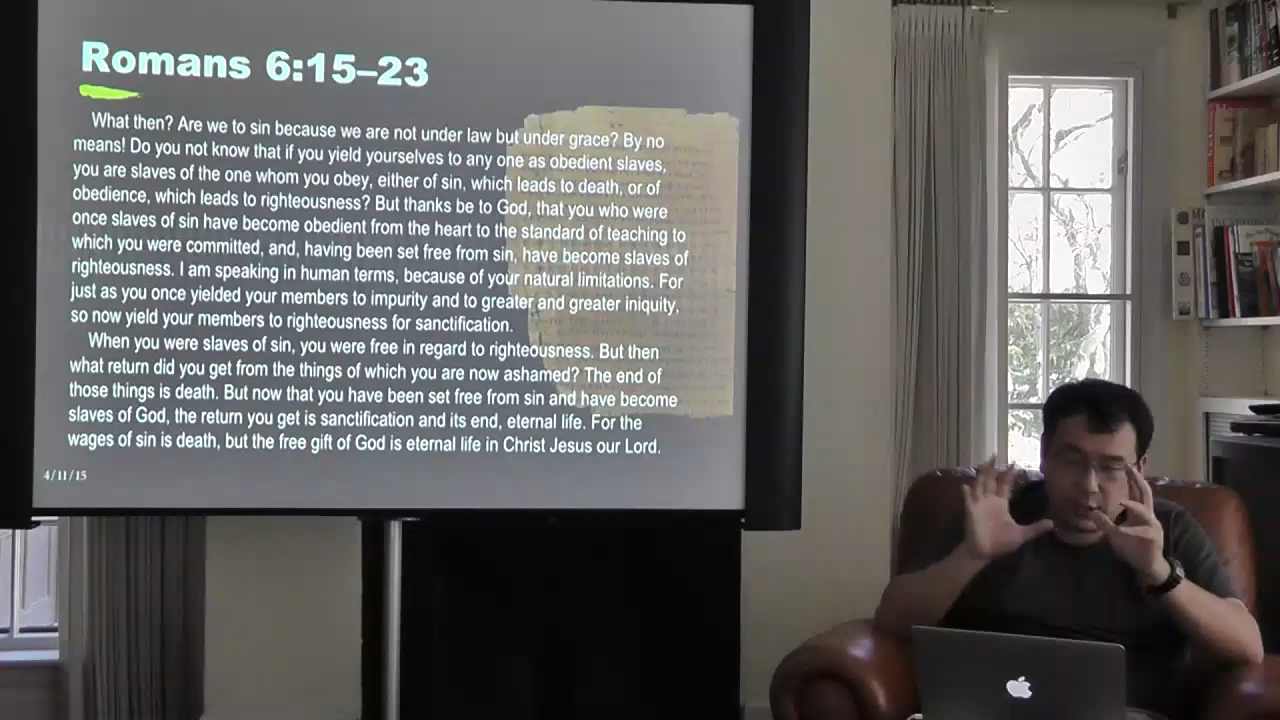 Romans 6:15–23
What then? Are we to sin because we are not under law but under grace? By no
means! Do you not know that if you yield yourselves to any one as obedient slaves,
you are slaves of the one whom you obey, either of sin, which leads to death, or of
obedience, which leads to righteousness? But thanks be to God, that you who were
once slaves of sin have become obedient from the heart to the standard of teaching to
which you were committed, and, having been set free from sin, have become slaves of
righteousness. I am speaking in human terms, because of your natural limitations. For
just as you once yielded your members to impurity and to greater and greater iniquity,
so now yield your members to righteousness for sanctification.
When you were slaves of sin, you were free in regard to righteousness. But then
what return did you get from the things of which you are now ashamed? The end of
those things is death. But now that you have been set free from sin and have become
slaves of God, the return you get is sanctification and its end, eternal life. For the
wages of sin is death, but the free gift of God is eternal life in Christ Jesus our Lord.
4/11/15